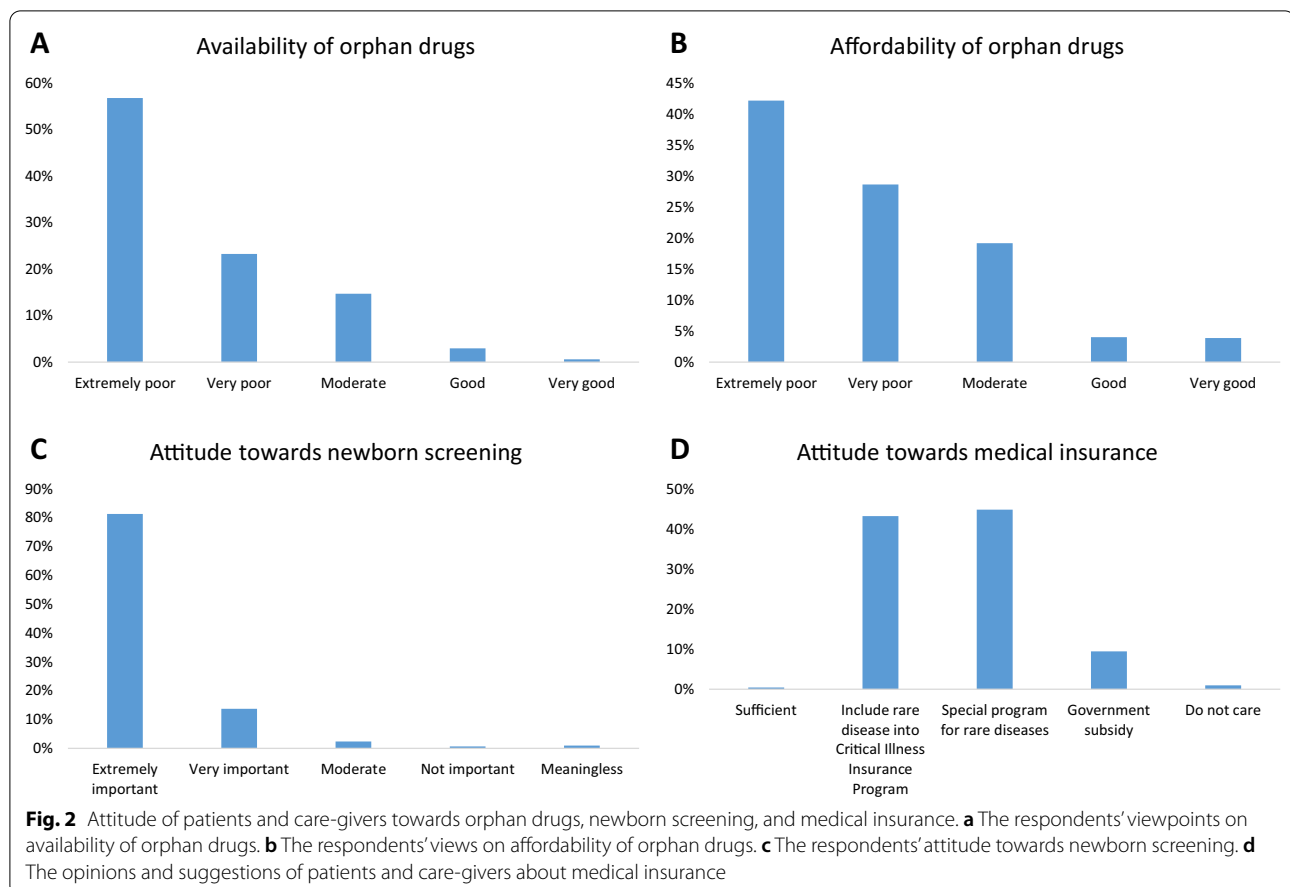 A
Availability of orphan drugs
60%
50%
40%
30%
20%
10%
0%
Extremely poor
Very poor
Moderate
Good
Very good
B
Affordability of orphan drugs
45%
40%
35%
30%
25%
20%
15%
10%
5%
0%
Extremely poor
Very poor
Moderate
Good
Very good
C
Attitude towards newborn screening
90%
80%
70%
60%
50%
40%
30%
20%
10%
0%
Extremely
important
Very important
Moderate
Not important
Meaningless
D
Attitude towards medical insurance
50%
40%
30%
20%
10%
0%
Sufficient
Include rare
disease into
Critical Illness
Insurance
Program
Special program
for rare diseases
Government
subsidy
Do not care
Fig. 2 Attitude of patients and care-givers towards orphan drugs, newborn screening, and medical insurance. a The respondents' viewpoints on
availability of orphan drugs. b The respondents' views on affordability of orphan drugs. c The respondents' attitude towards newborn screening. d
The opinions and suggestions of patients and care-givers about medical insurance